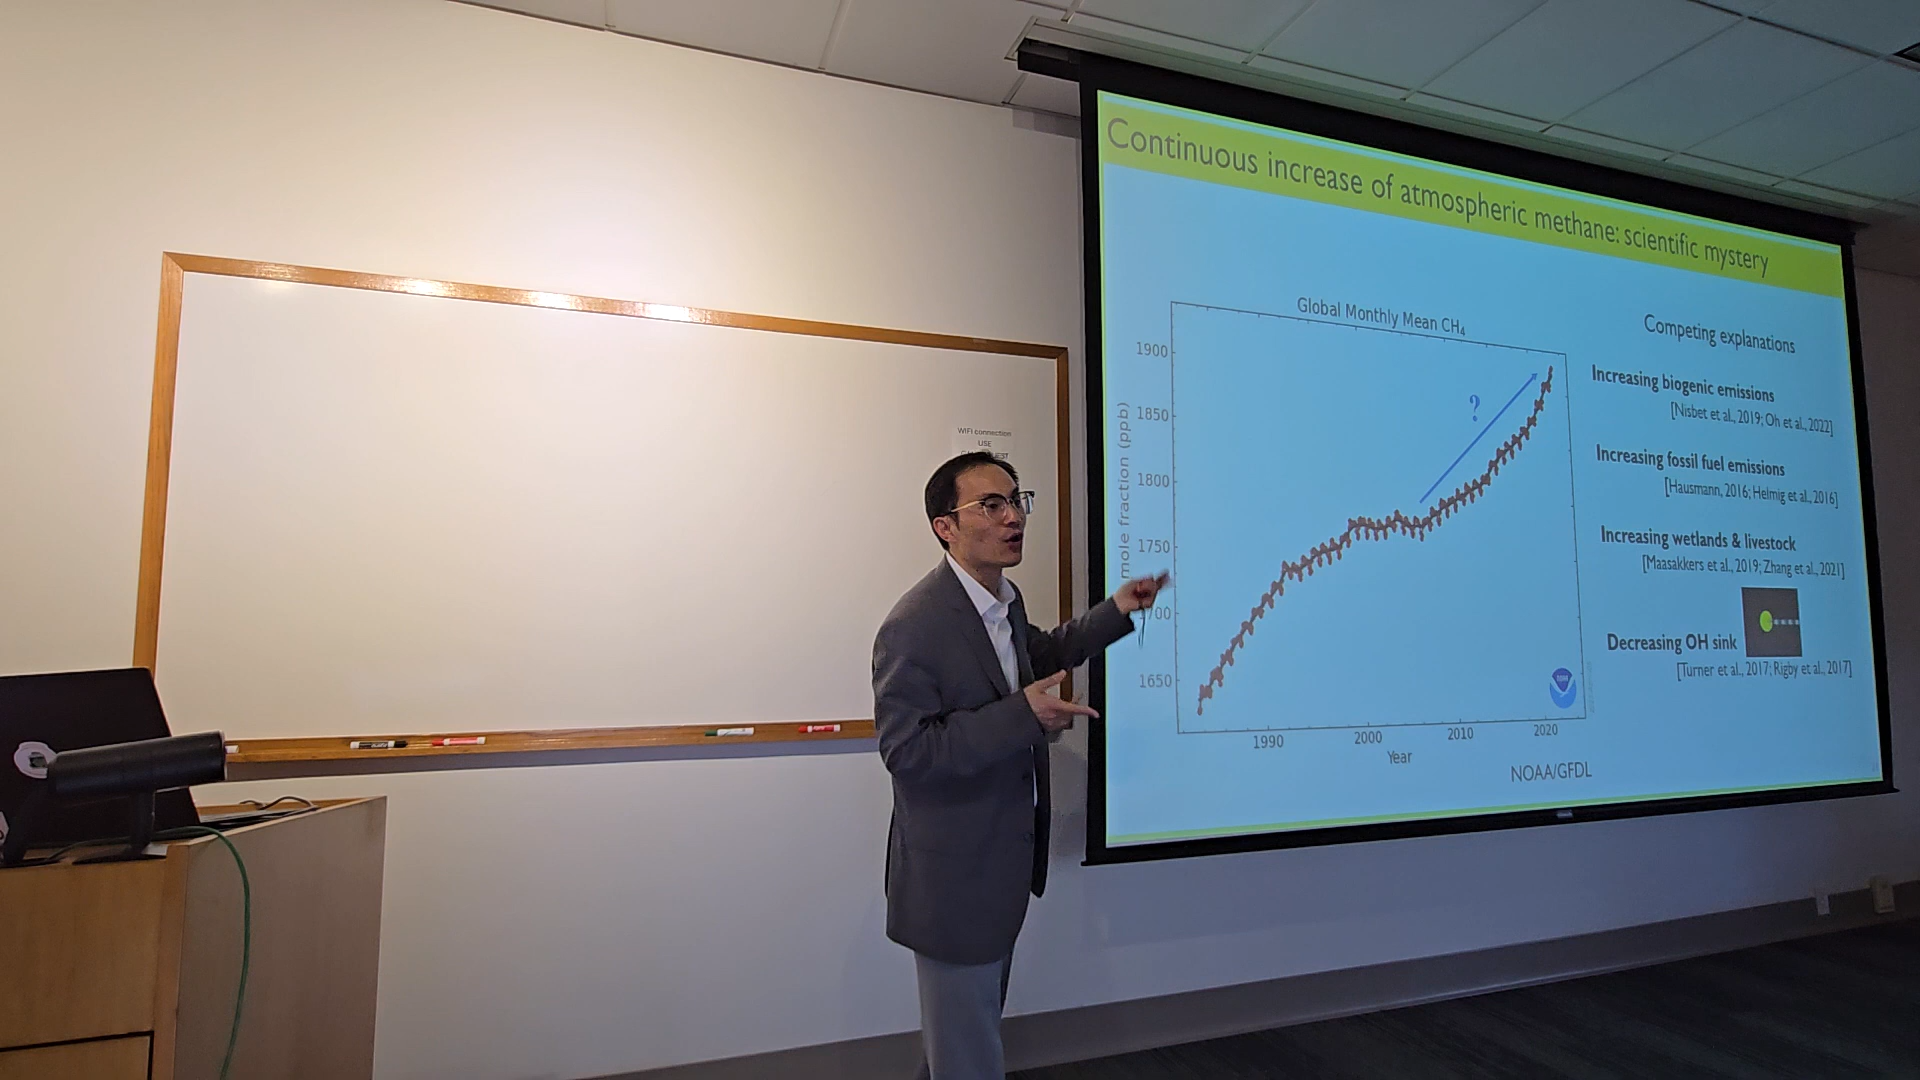 Continuous increase of atmospheric methane: scientific mystery
Global Monthly Mean CH₄
1900
1850
1800
1750
1700
1650
mole fraction (ppb)
1990
2000
2010
2020
Year
?
NOAA/GFDL
Competing explanations
Increasing biogenic emissions
[Nisbet et al., 2019; Oh et al., 2022]
Increasing fossil fuel emissions
[Hausmann, 2016; Helmig et al., 2016]
Increasing wetlands & livestock
[Maasakkers et al., 2019; Zhang et al., 2021]
Decreasing OH sink
[Turner et al., 2017; Rigby et al., 2017]
WIFI connection
USE